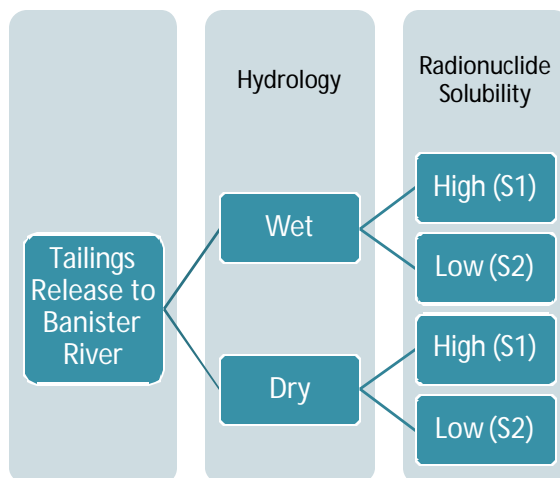 Hydrology
Radionuclide
Solubility
Tailings
Release to
Banister
River
Wet
High (S1)
Low (S2)
Dry
High (S1)
Low (S2)